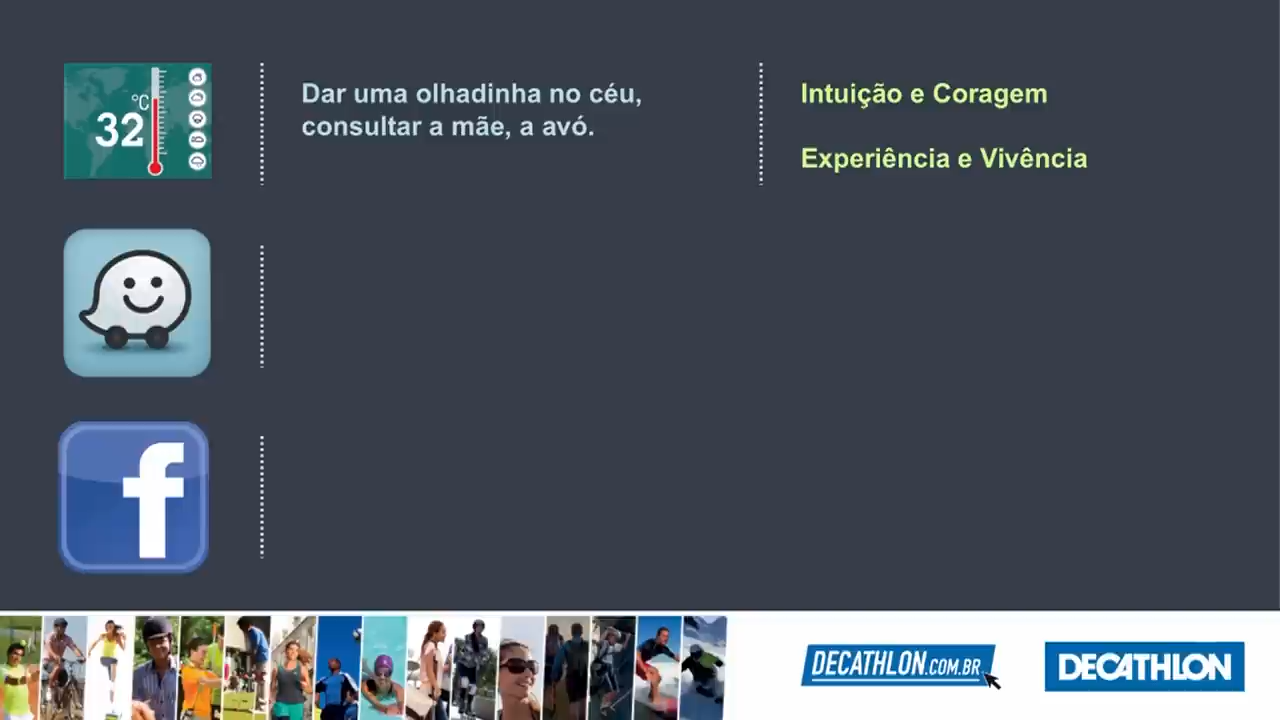 °C
32
Dar uma olhadinha no céu,
consultar a mãe, a avó.
Intuição e Coragem
Experiência e Vivência
f
DECATHLON.COM.BR
DECATHLON